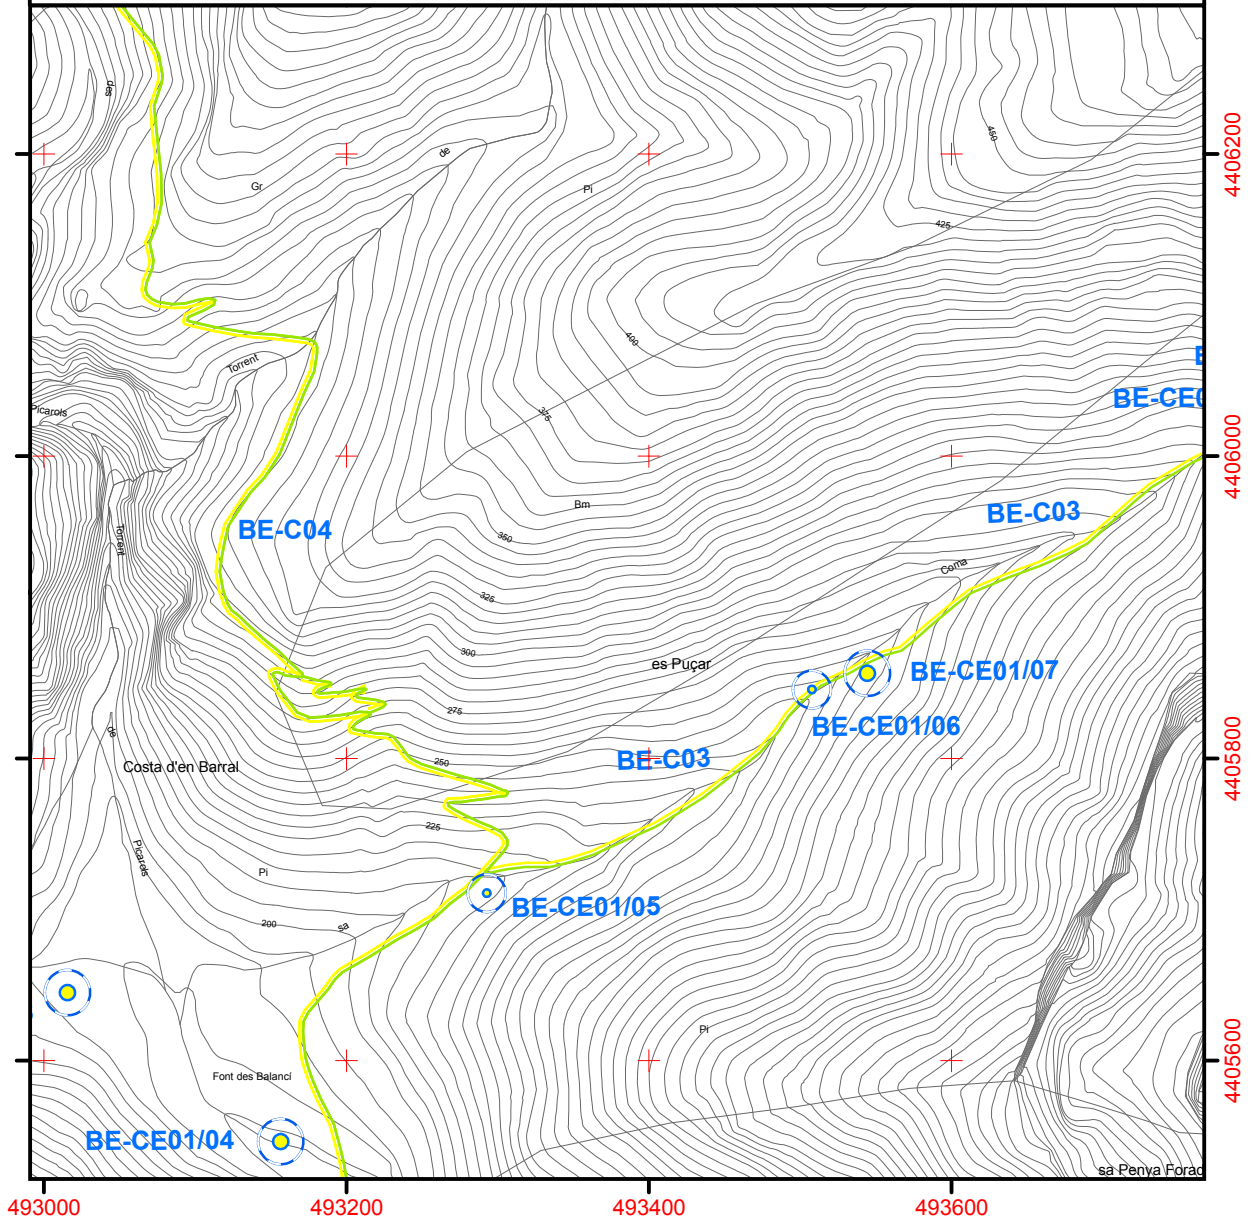 des
450
4406200
de
Gr
Pi
425
400
Torrent
BE-CE0
375
Picarols
4406000
Bm
BE-C03
BE-C04
350
Torrent
Coma
325
300
es Puçar
BE-CE01/07
275
BE-CE01/06
de
250
BE-C03
Costa d'en Barral
4405800
225
Picarols
Pi
BE-CE01/05
200
sa
Pi
4405600
Font des Balancí
BE-CE01/04
sa Penya Forad
493000
493200
493400
493600